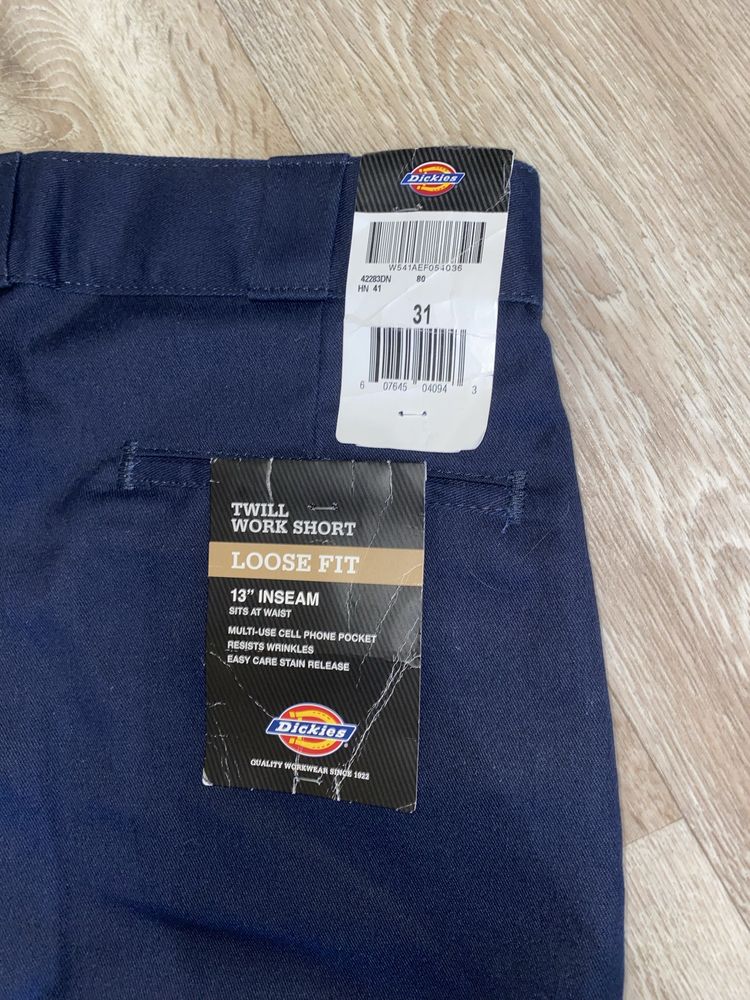 Dickies
W541AEF054036
42283DN 80
HN 41
31
6 07645 04094 3
TWILL
WORK SHORT
LOOSE FIT
13” INSEAM
SITS AT WAIST
MULTI-USE CELL PHONE POCKET
RESISTS WRINKLES
EASY CARE STAIN RELEASE
Dickies
QUALITY WORKWEAR SINCE 1922